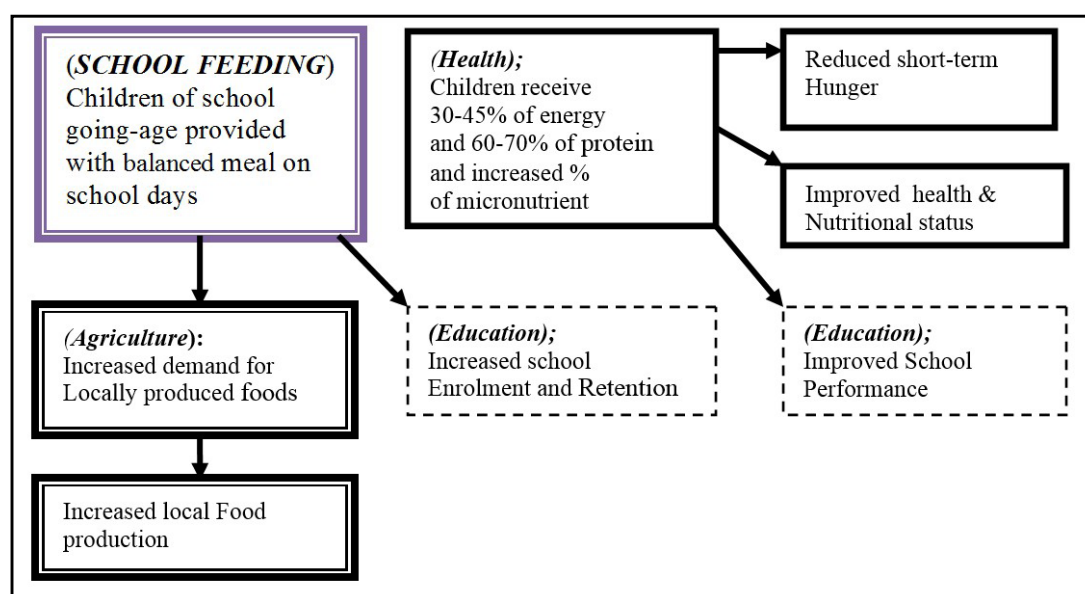 (SCHOOL FEEDING)
Children of school
going-age provided
with balanced meal on
school days
(Health);
Children receive
30-45% of energy
and 60-70% of protein
and increased %
of micronutrient
Reduced short-term
Hunger
Improved health &
Nutritional status
(Agriculture):
Increased demand for
Locally produced foods
(Education);
Increased school
Enrolment and Retention
(Education);
Improved School
Performance
Increased local Food
production